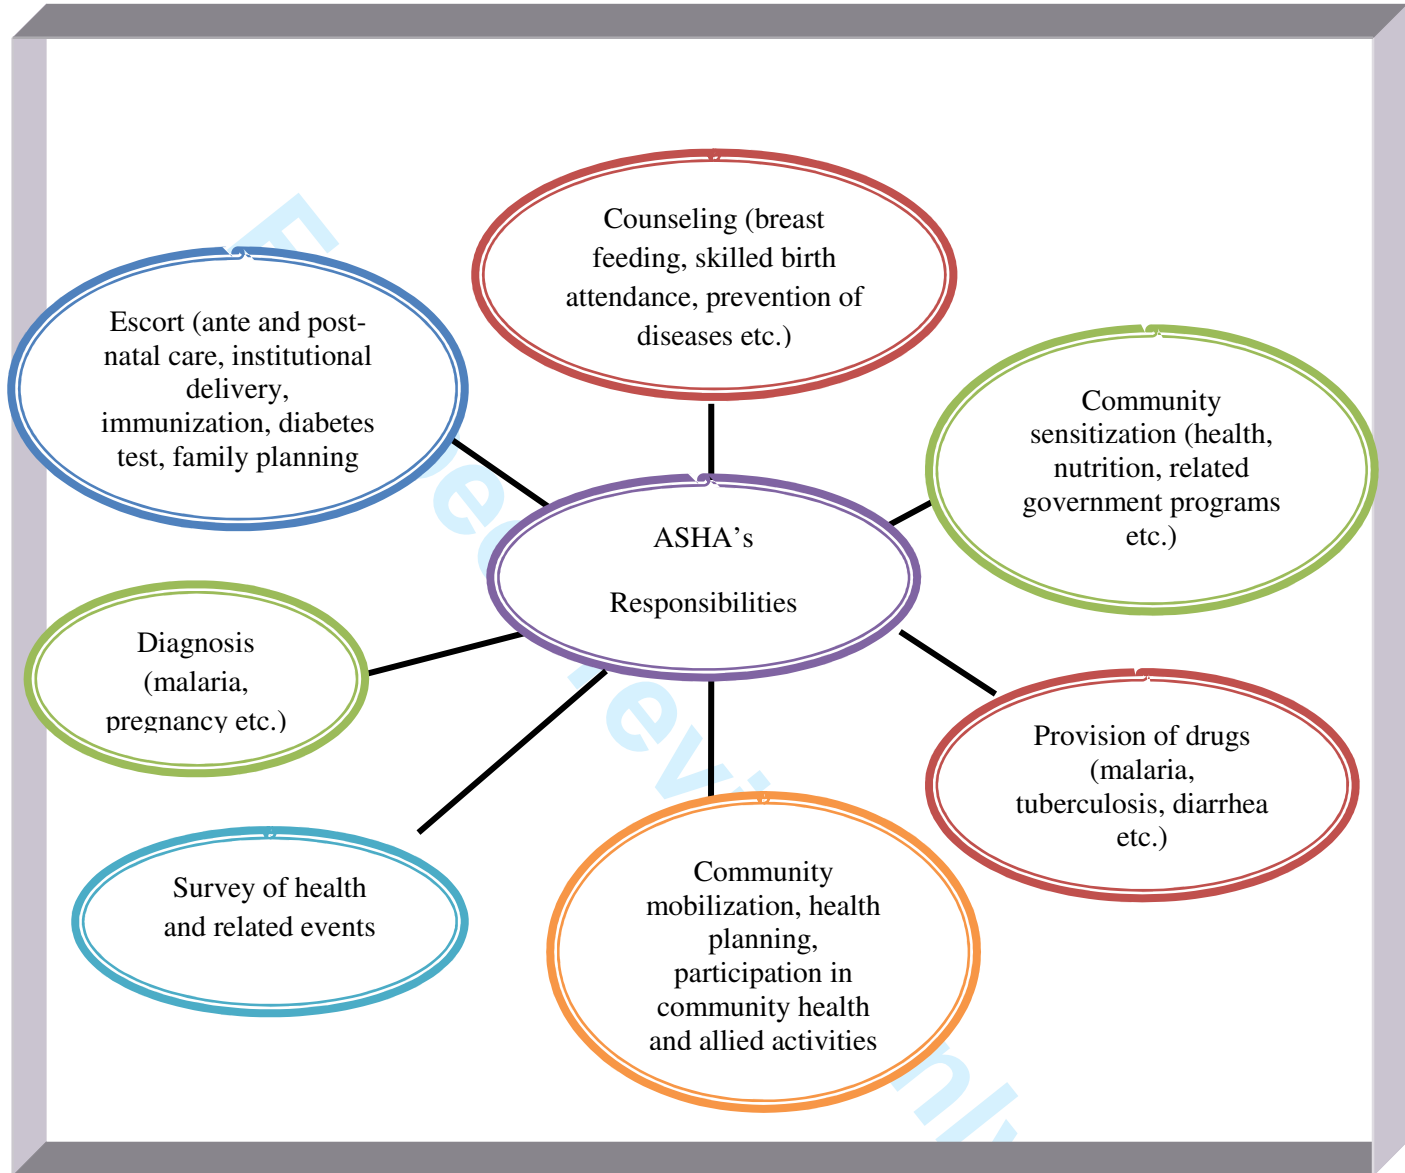 Counseling (breast
feeding, skilled birth
attendance, prevention of
diseases etc.)
Escort (ante and post-
natal care, institutional
delivery,
immunization, diabetes
test, family planning
Community
sensitization (health,
nutrition, related
government programs
etc.)
ASHA’s
Responsibilities
Diagnosis
(malaria,
pregnancy etc.)
Provision of drugs
(malaria,
tuberculosis, diarrhea
etc.)
Survey of health
and related events
Community
mobilization, health
planning,
participation in
community health
and allied activities